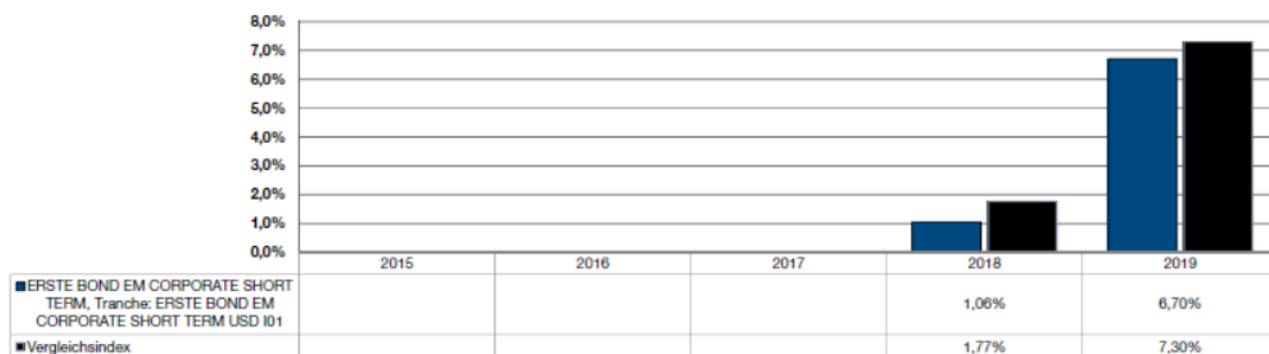 8,0%
7,0%
6,0%
5,0%
4,0%
3,0%
2,0%
1,0%
0,0%
2015 2016 2017 2018 2019
ERSTE BOND EM CORPORATE SHORT
TERM, Tranche: ERSTE BOND EM
CORPORATE SHORT TERM USD I01
1,06% 6,70%
Vergleichsindex 1,77% 7,30%